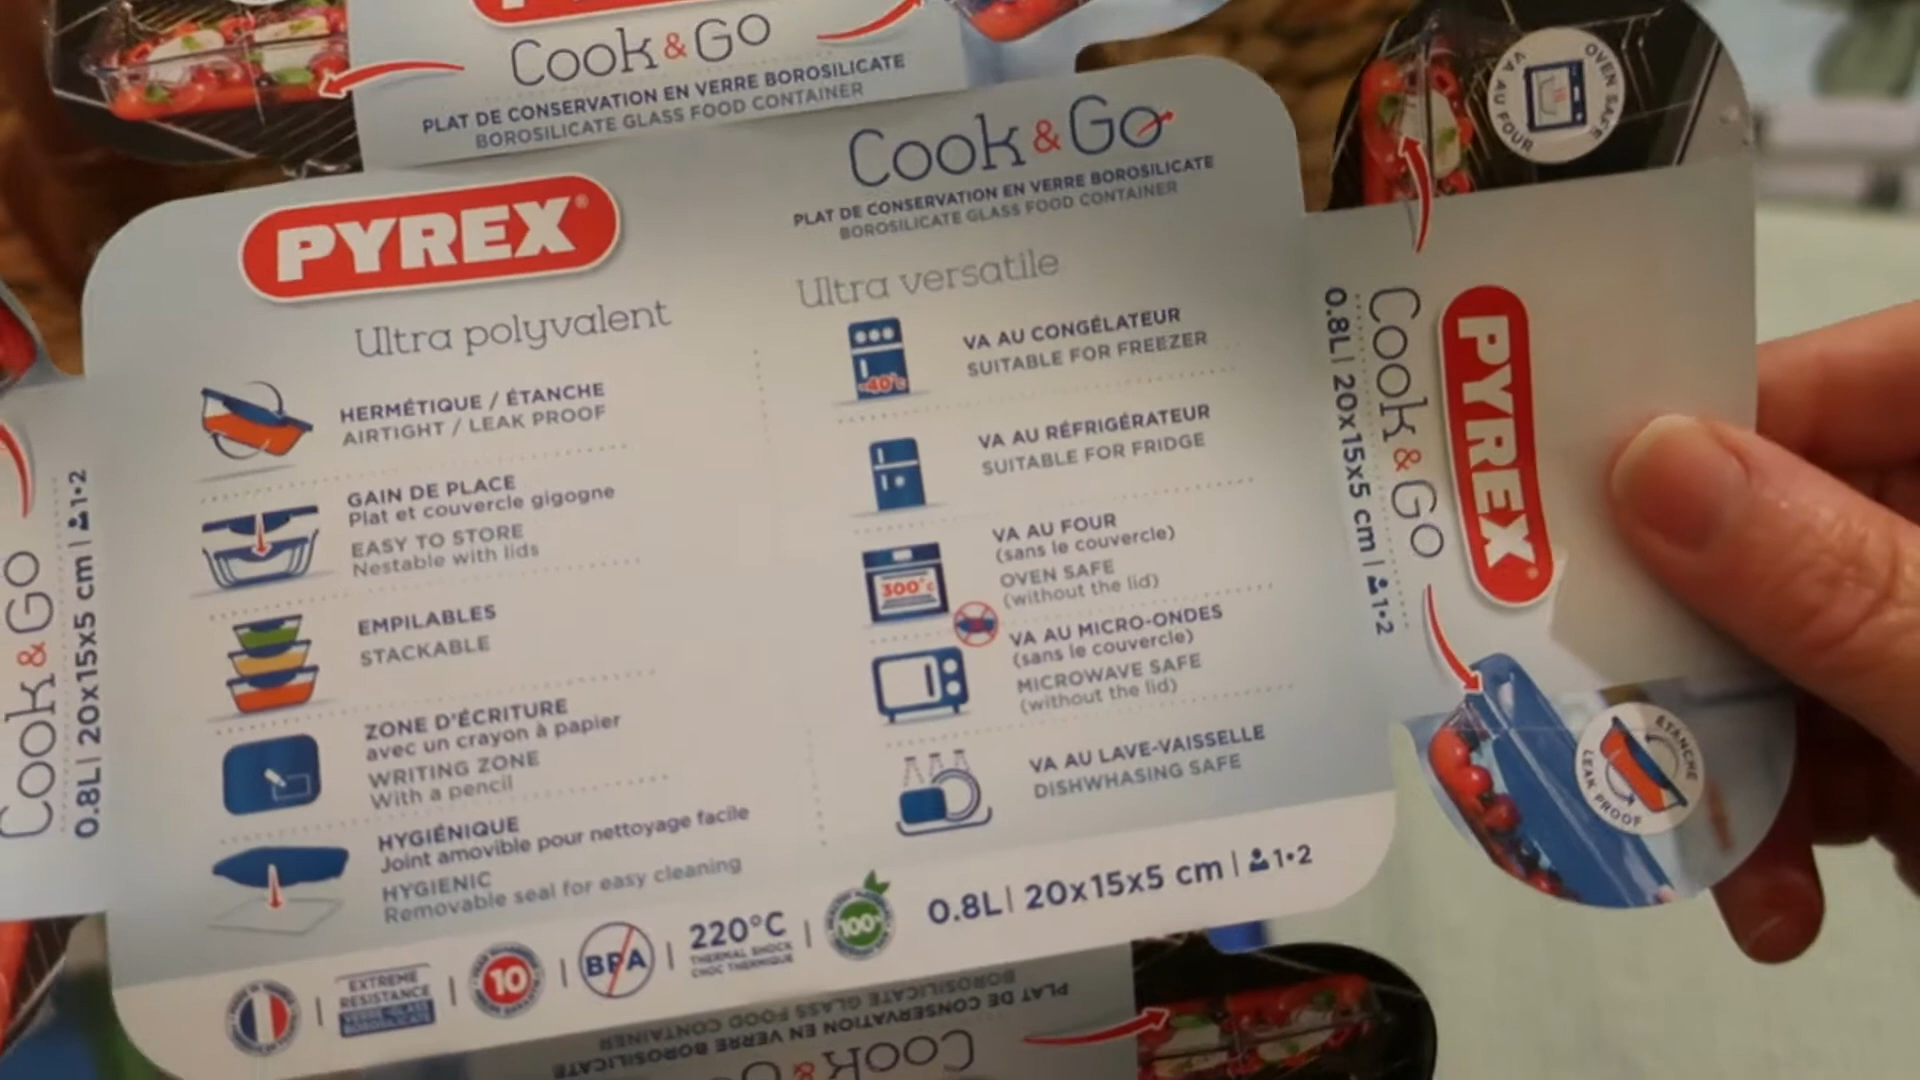 Cook & Go
PLAT DE CONSERVATION EN VERRE BOROSILICATE
BOROSILICATE GLASS FOOD CONTAINER
PYREX®
Ultra polyvalent
HERMÉTIQUE / ÉTANCHE
AIRTIGHT / LEAK PROOF
GAIN DE PLACE
Plat et couvercle gigogne
EASY TO STORE
Nestable with lids
EMPILABLES
STACKABLE
ZONE D'ÉCRITURE
avec un crayon à papier
WRITING ZONE
With a pencil
HYGIÉNIQUE
Joint amovible pour nettoyage facile
HYGIENIC
Removable seal for easy cleaning
Cook & Go
PLAT DE CONSERVATION EN VERRE BOROSILICATE
BOROSILICATE GLASS FOOD CONTAINER
Ultra versatile
-40°C
VA AU CONGÉLATEUR
SUITABLE FOR FREEZER
VA AU RÉFRIGÉRATEUR
SUITABLE FOR FRIDGE
300°C
VA AU FOUR
(sans le couvercle)
OVEN SAFE
(without the lid)
VA AU MICRO-ONDES
(sans le couvercle)
MICROWAVE SAFE
(without the lid)
VA AU LAVE-VAISSELLE
DISHWHASING SAFE
EXTREME
RESISTANCE
VERRE-GLASS
BOROSILICATE
10
BPA
220°C
THERMAL SHOCK
CHOC THERMIQUE
100%
0.8L | 20x15x5 cm | 1•2
Cook & Go
0.8L | 20x15x5 cm | 1•2
OVEN SAFE
VA AU FOUR
PYREX®
Cook & Go
0.8L | 20x15x5 cm | 1•2
ÉTANCHE
LEAK PROOF
BOROSILICATE GLASS FOOD CONTAINER
PLAT DE CONSERVATION EN VERRE BOROSILICATE
Cook & Go